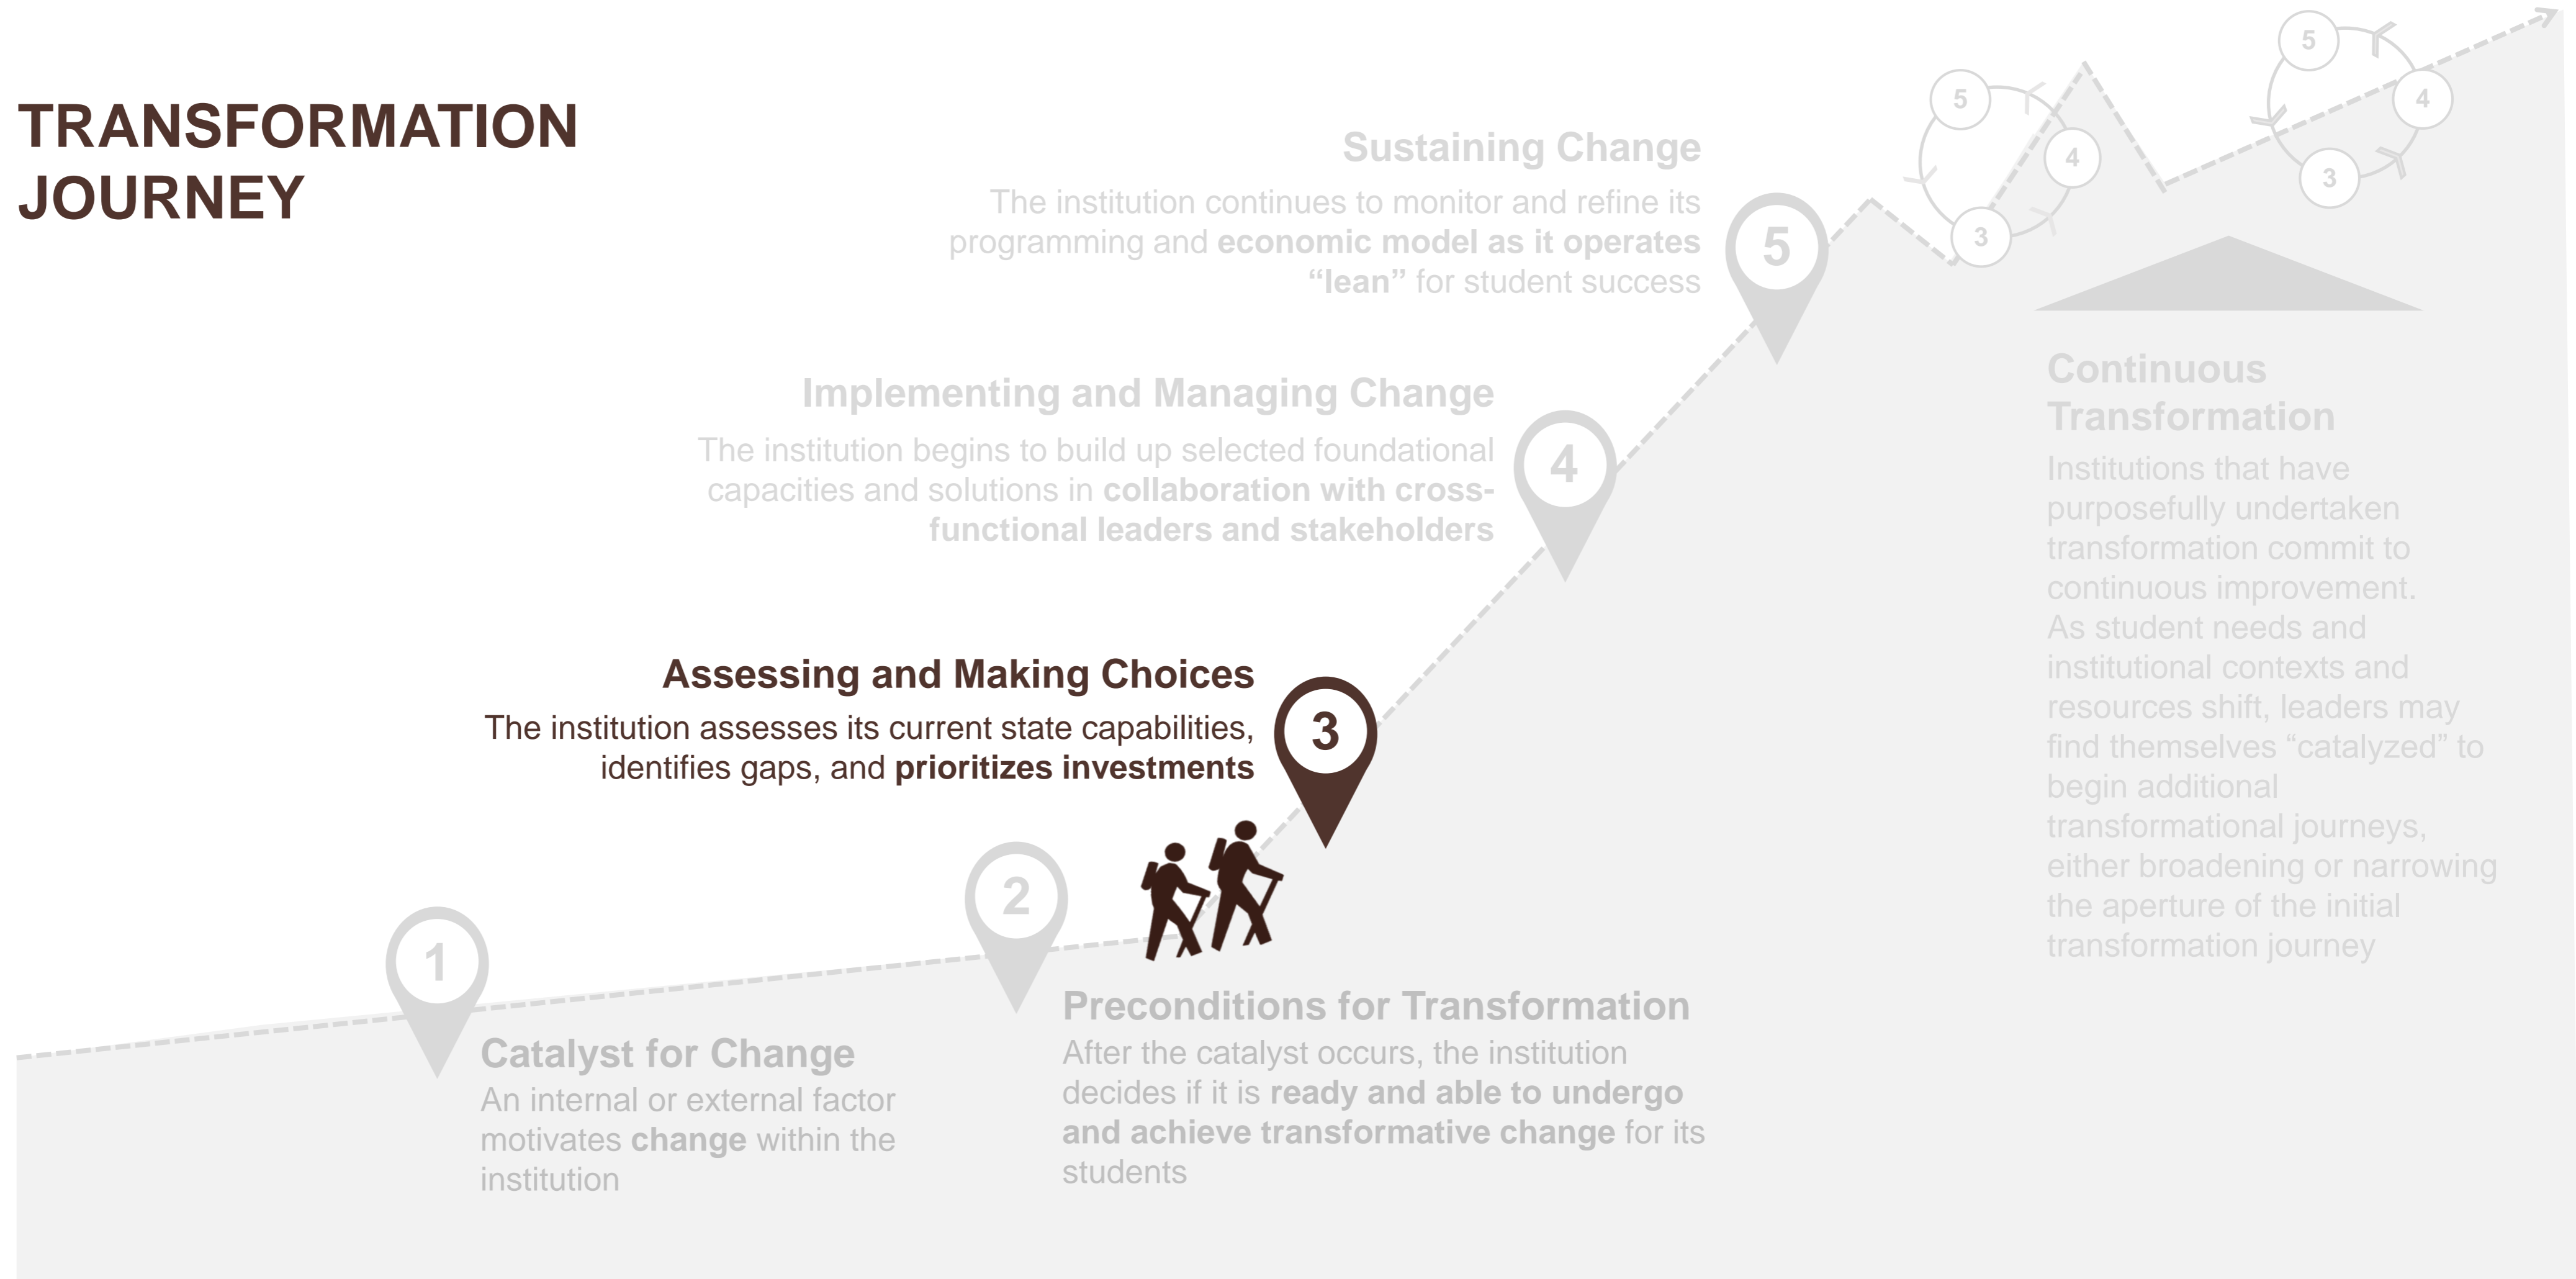 TRANSFORMATION
JOURNEY
Sustaining Change
The institution continues to monitor and refine its
programming and economic model as it operates
“lean” for student success
5
Implementing and Managing Change
The institution begins to build up selected foundational
capacities and solutions in collaboration with cross-
functional leaders and stakeholders
4
Assessing and Making Choices
The institution assesses its current state capabilities,
identifies gaps, and prioritizes investments
3
2
Preconditions for Transformation
After the catalyst occurs, the institution
decides if it is ready and able to undergo
and achieve transformative change for its
students
1
Catalyst for Change
An internal or external factor
motivates change within the
institution
5
4
3
5
4
3
Continuous
Transformation
Institutions that have
purposefully undertaken
transformation commit to
continuous improvement.
As student needs and
institutional contexts and
resources shift, leaders may
find themselves “catalyzed” to
begin additional
transformational journeys,
either broadening or narrowing
the aperture of the initial
transformation journey